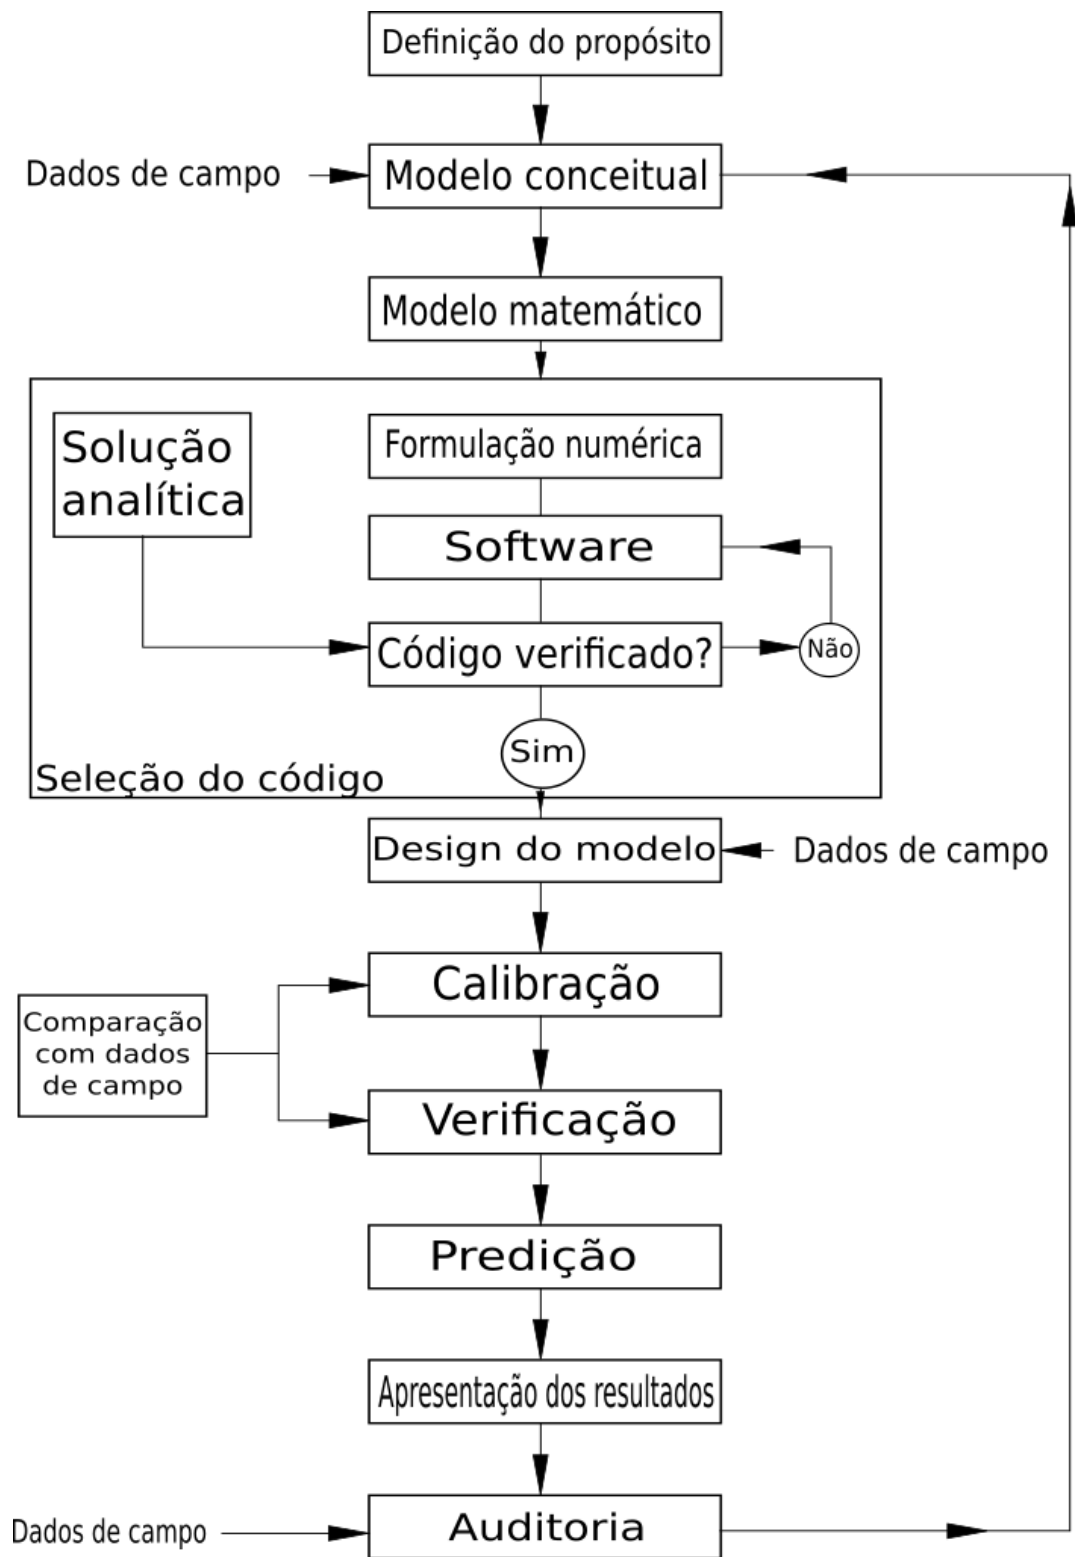 Definição do propósito
Dados de campo
Modelo conceitual
Modelo matemático
Solução
analítica
Formulação numérica
Software
Código verificado?
Não
Sim
Seleção do código
Design do modelo
Dados de campo
Calibração
Comparação
com dados
de campo
Verificação
Predição
Apresentação dos resultados
Dados de campo
Auditoria